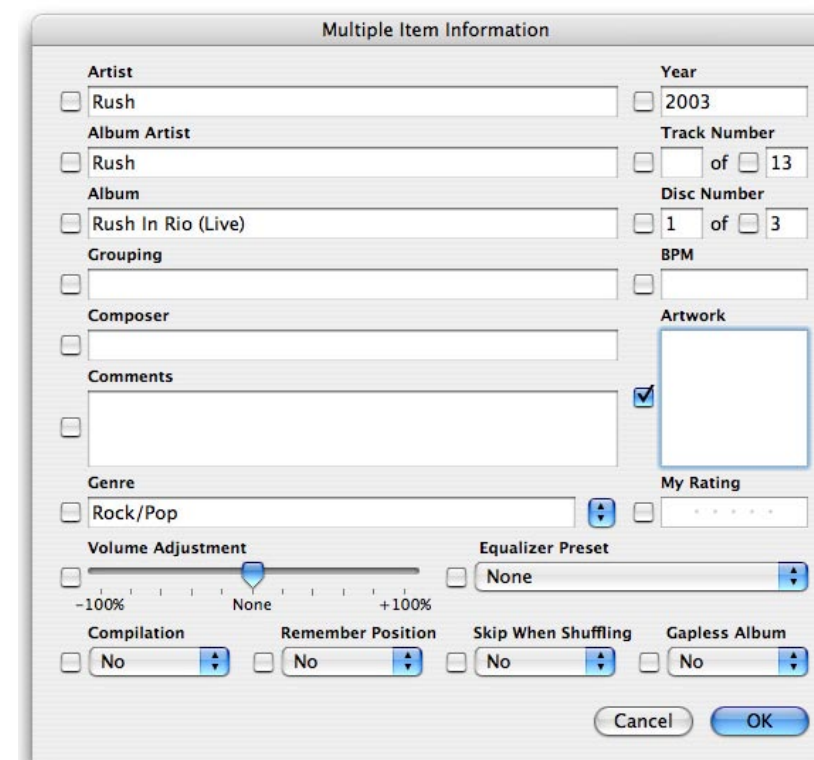 Multiple Item Information
Artist Year
Rush 2003
Album Artist Track Number
Rush of 13
Album Disc Number
Rush In Rio (Live) 1 of 3
Grouping BPM
Composer Artwork
Comments
Genre My Rating
Rock/Pop
Volume Adjustment Equalizer Preset
None
-100% None +100%
Compilation Remember Position Skip When Shuffling Gapless Album
No No No No
Cancel OK